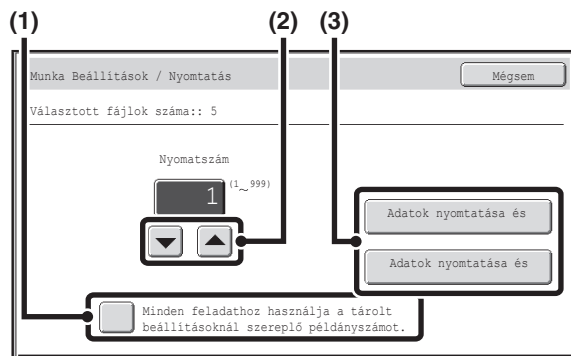 (1) (2) (3)
Munka Beállítások / Nyomtatás Mégsem
Választott fájlok száma:: 5
Nyomatszám
1 (1~999)
Adatok nyomtatása és
Adatok nyomtatása és
Minden feladathoz használja a tárolt
beállításoknál szereplő példányszámot.